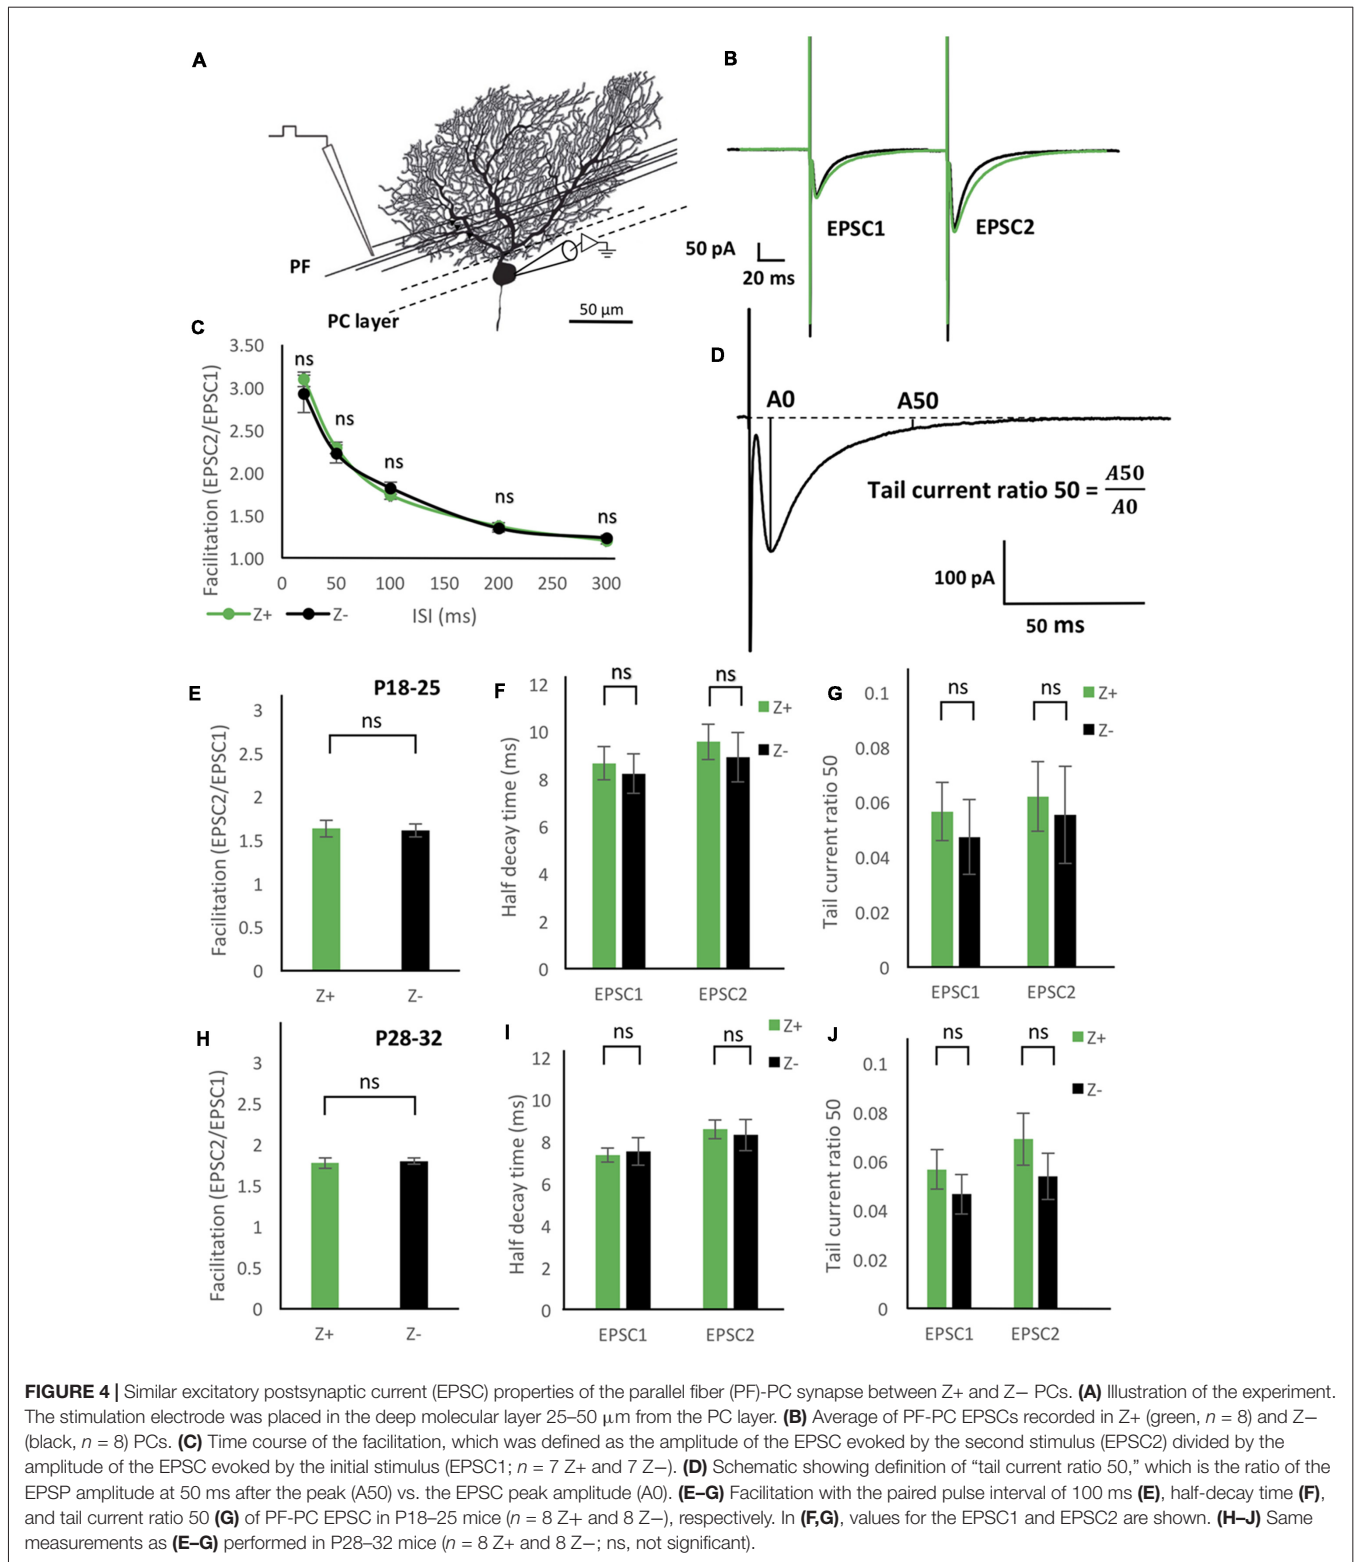 A
PF
PC layer
50 μm
B
EPSC1
EPSC2
50 pA
20 ms
C
Facilitation (EPSC2/EPSC1)
3.50
3.00
2.50
2.00
1.50
1.00
ns
ns
ns
ns
ns
0 50 100 150 200 250 300
Z+ Z- ISI (ms)
D
A0
A50
Tail current ratio 50 = A50/A0
100 pA
50 ms
E
P18-25
Facilitation (EPSC2/EPSC1)
3
2.5
2
1.5
1
0.5
0
ns
Z+ Z-
F
Half decay time (ms)
12
10
8
6
4
2
0
ns ns
Z+
Z-
EPSC1 EPSC2
G
Tail current ratio 50
0.1
0.08
0.06
0.04
0.02
0
ns ns
Z+
Z-
EPSC1 EPSC2
H
P28-32
Facilitation (EPSC2/EPSC1)
3
2.5
2
1.5
1
0.5
0
ns
Z+ Z-
I
Half decay time (ms)
12
10
8
6
4
2
0
ns ns
Z+
Z-
EPSC1 EPSC2
J
Tail current ratio 50
0.1
0.08
0.06
0.04
0.02
0
ns ns
Z+
Z-
EPSC1 EPSC2
FIGURE 4 | Similar excitatory postsynaptic current (EPSC) properties of the parallel fiber (PF)-PC synapse between Z+ and Z− PCs. (A) Illustration of the experiment.
The stimulation electrode was placed in the deep molecular layer 25–50 μm from the PC layer. (B) Average of PF-PC EPSCs recorded in Z+ (green, n = 8) and Z−
(black, n = 8) PCs. (C) Time course of the facilitation, which was defined as the amplitude of the EPSC evoked by the second stimulus (EPSC2) divided by the
amplitude of the EPSC evoked by the initial stimulus (EPSC1; n = 7 Z+ and 7 Z−). (D) Schematic showing definition of “tail current ratio 50,” which is the ratio of the
EPSP amplitude at 50 ms after the peak (A50) vs. the EPSC peak amplitude (A0). (E–G) Facilitation with the paired pulse interval of 100 ms (E), half-decay time (F),
and tail current ratio 50 (G) of PF-PC EPSC in P18–25 mice (n = 8 Z+ and 8 Z−), respectively. In (F,G), values for the EPSC1 and EPSC2 are shown. (H–J) Same
measurements as (E–G) performed in P28–32 mice (n = 8 Z+ and 8 Z−; ns, not significant).